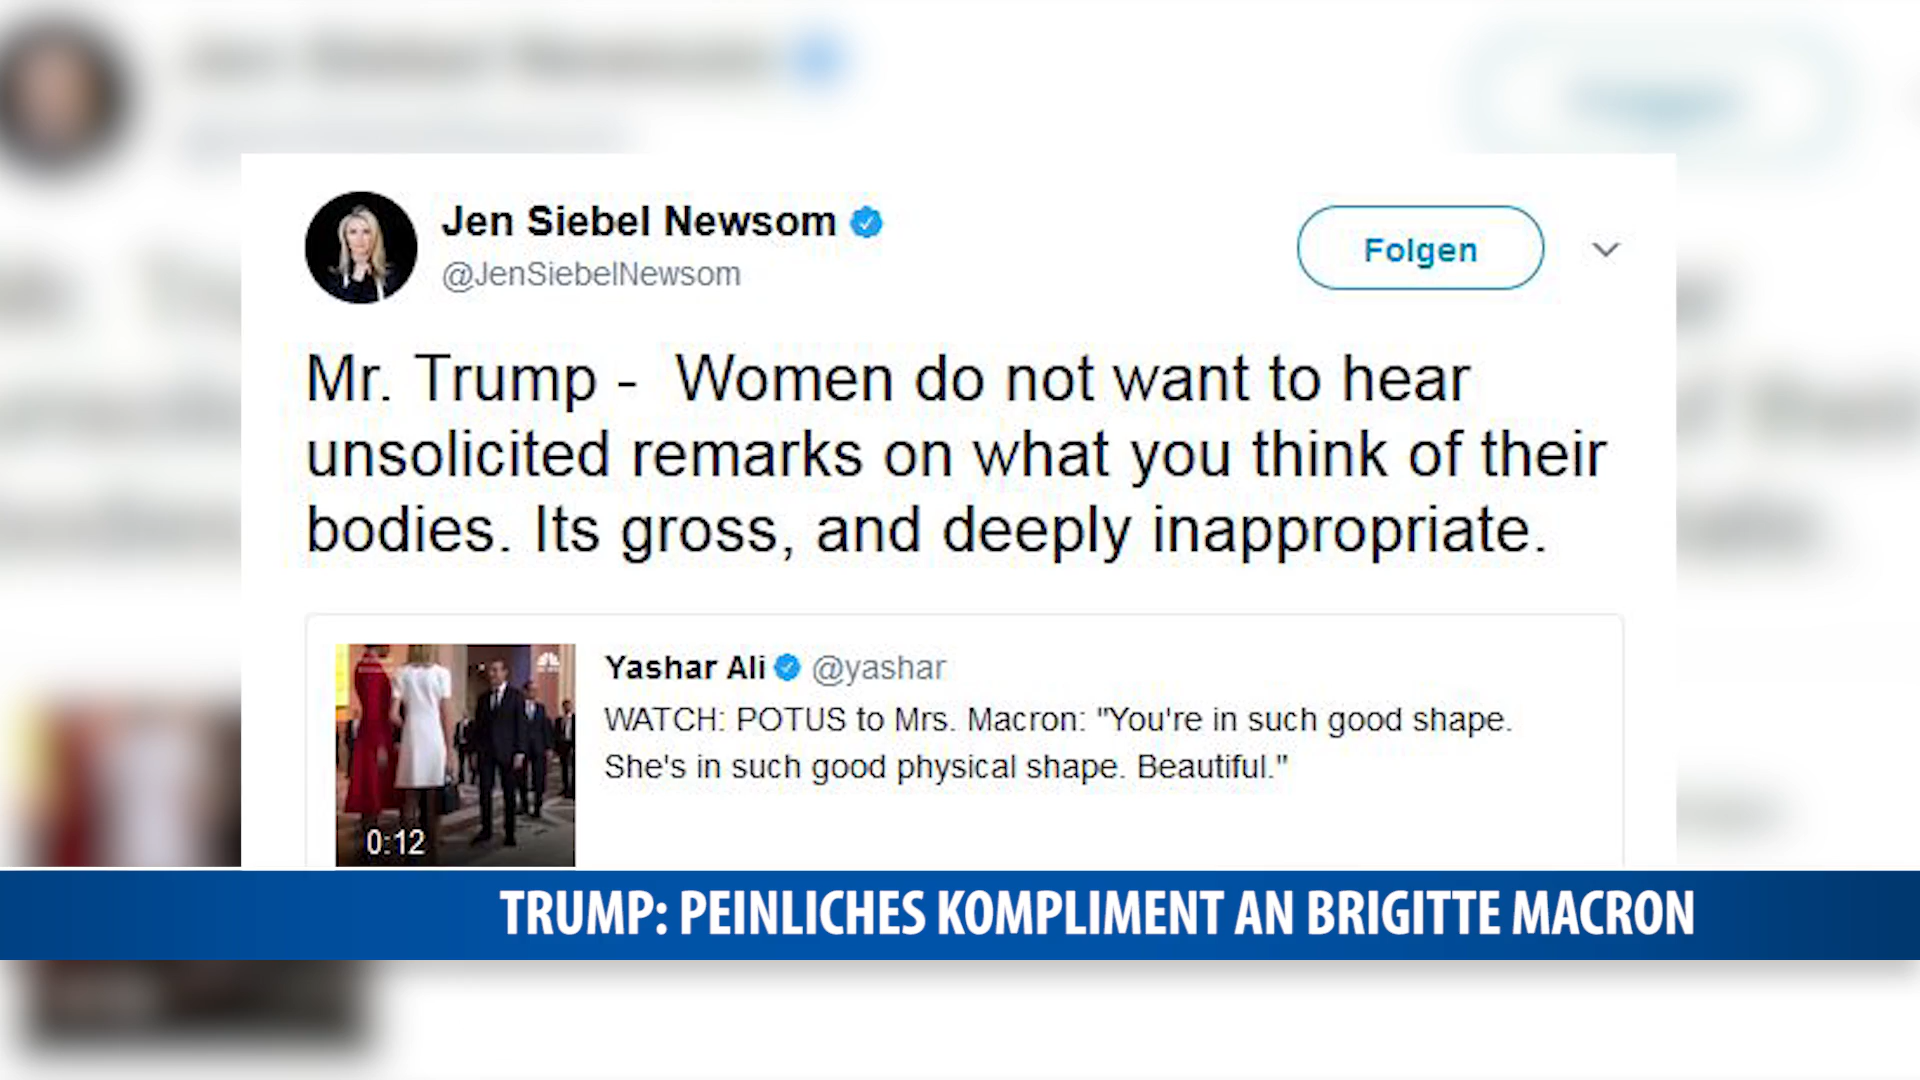 Jen Siebel Newsom
@JenSiebelNewsom
Folgen
Mr. Trump - Women do not want to hear
unsolicited remarks on what you think of their
bodies. Its gross, and deeply inappropriate.
Yashar Ali @yashar
WATCH: POTUS to Mrs. Macron: "You're in such good shape.
She's in such good physical shape. Beautiful."
0:12
TRUMP: PEINLICHES KOMPLIMENT AN BRIGITTE MACRON